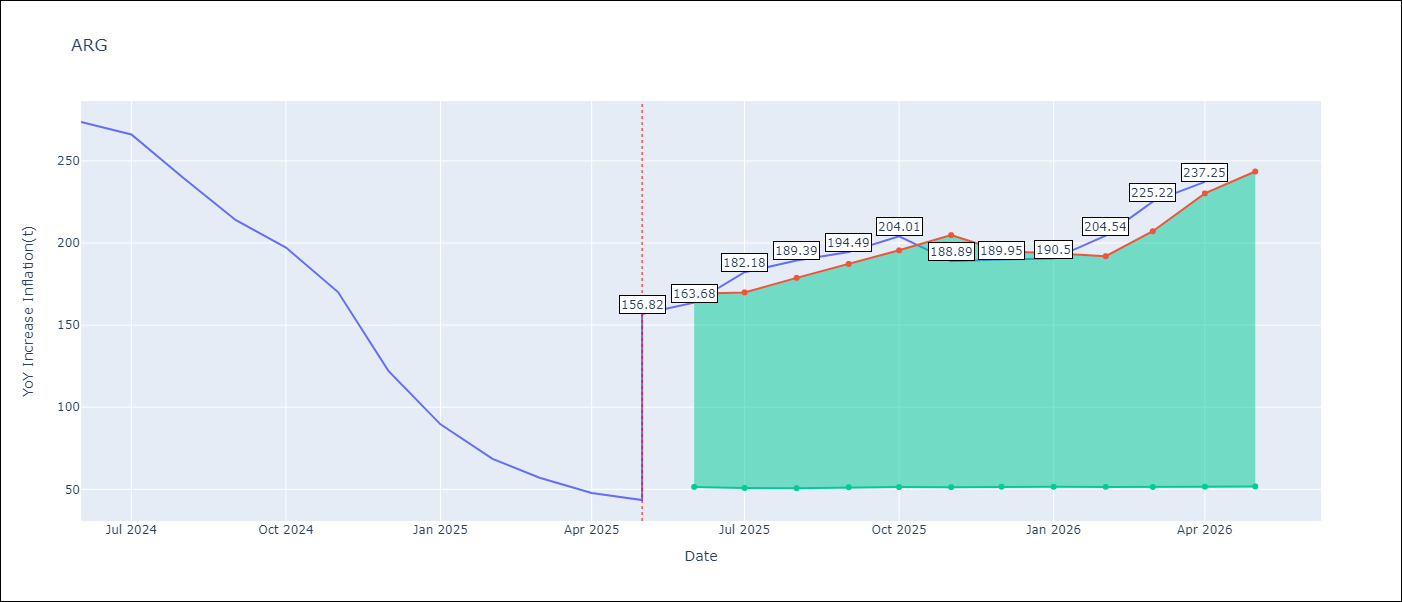 ARG
YoY Increase Inflation(t)
250
200
150
100
50
156.82
163.68
182.18
189.39
194.49
204.01
188.89
189.95
190.5
204.54
225.22
237.25
Jul 2024
Oct 2024
Jan 2025
Apr 2025
Jul 2025
Oct 2025
Jan 2026
Apr 2026
Date